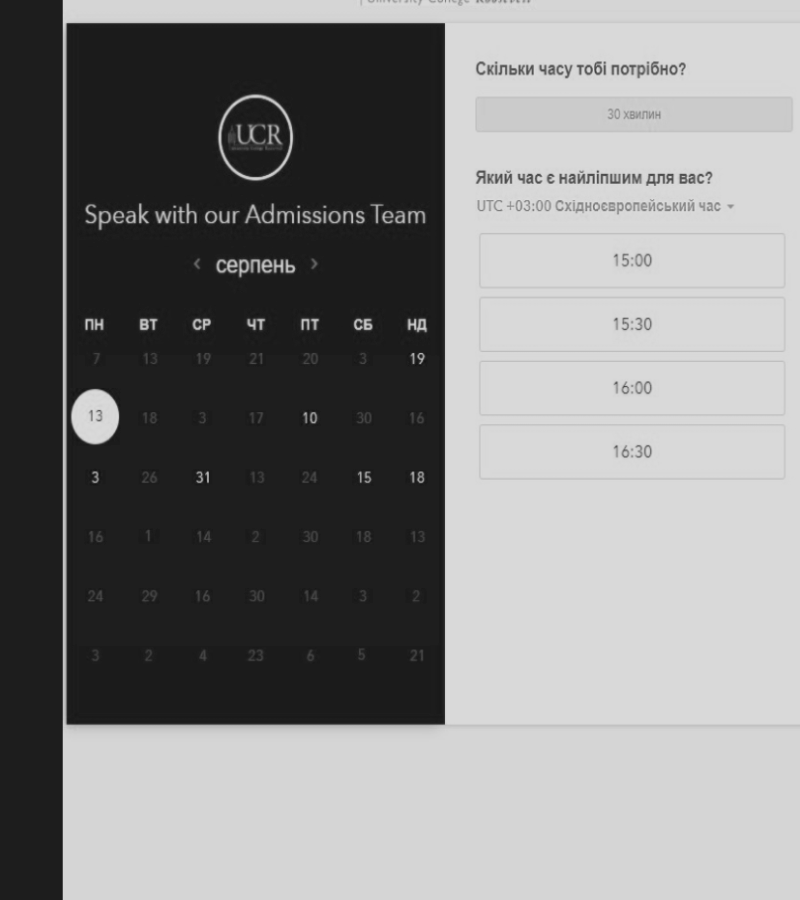 University College
UCR
Speak with our Admissions Team
‹ серпень ›
ПН ВТ СР ЧТ ПТ СБ НД
7 13 19 21 20 3 19
13 18 3 17 10 30 16
3 26 31 13 24 15 18
16 1 14 2 30 18 13
24 29 16 30 14 3 2
3 2 4 23 6 5 21
Скільки часу тобі потрібно?
30 хвилин
Який час є найліпшим для вас?
UTC +03:00 Східноєвропейський час
15:00
15:30
16:00
16:30